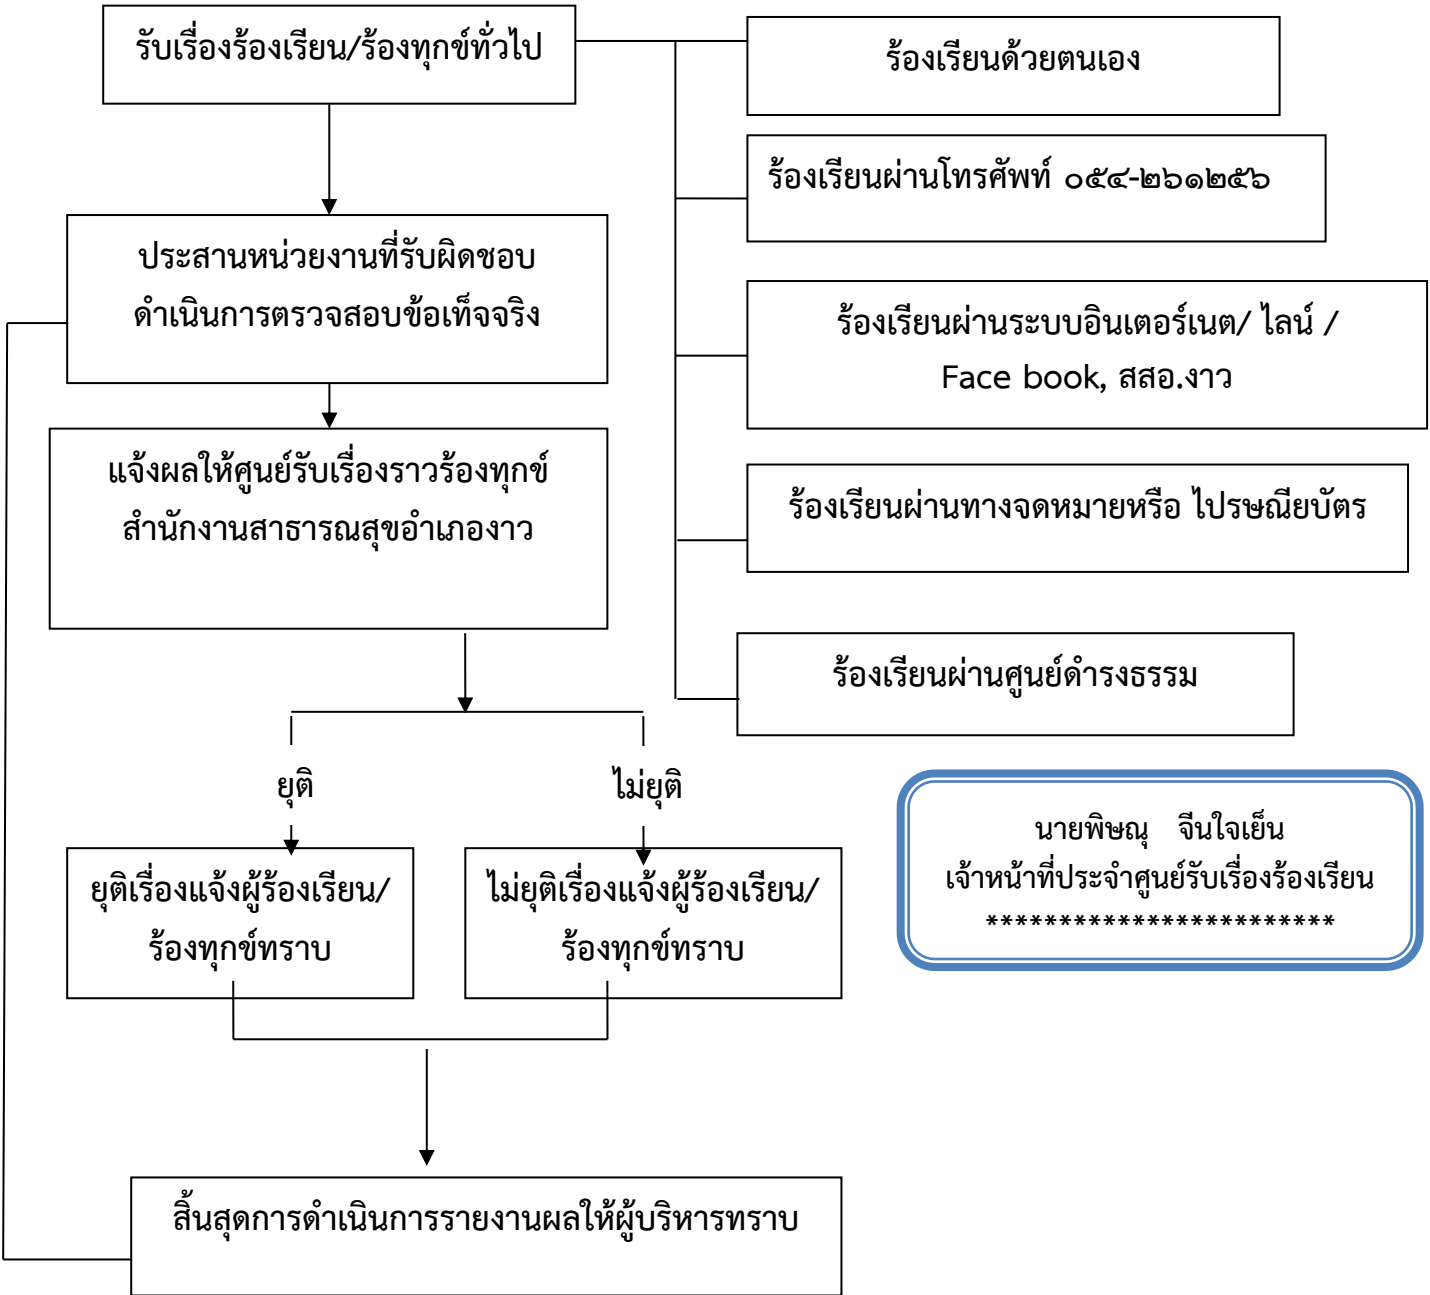 รับเรื่องร้องเรียน/ร้องทุกข์ทั่วไป
ร้องเรียนด้วยตนเอง
ร้องเรียนผ่านโทรศัพท์ ๐๕๔-๒๖๑๒๕๖
ประสานหน่วยงานที่รับผิดชอบ
ดำเนินการตรวจสอบข้อเท็จจริง
ร้องเรียนผ่านระบบอินเตอร์เนต/ ไลน์ /
Face book, สสอ.งาว
แจ้งผลให้ศูนย์รับเรื่องราวร้องทุกข์
สำนักงานสาธารณสุขอำเภองาว
ร้องเรียนผ่านทางจดหมายหรือ ไปรษณียบัตร
ร้องเรียนผ่านศูนย์ดำรงธรรม
ยุติ
ไม่ยุติ
ยุติเรื่องแจ้งผู้ร้องเรียน/
ร้องทุกข์ทราบ
ไม่ยุติเรื่องแจ้งผู้ร้องเรียน/
ร้องทุกข์ทราบ
นายพิษณุ จีนใจเย็น
เจ้าหน้าที่ประจำศูนย์รับเรื่องร้องเรียน
************************
สิ้นสุดการดำเนินการรายงานผลให้ผู้บริหารทราบ